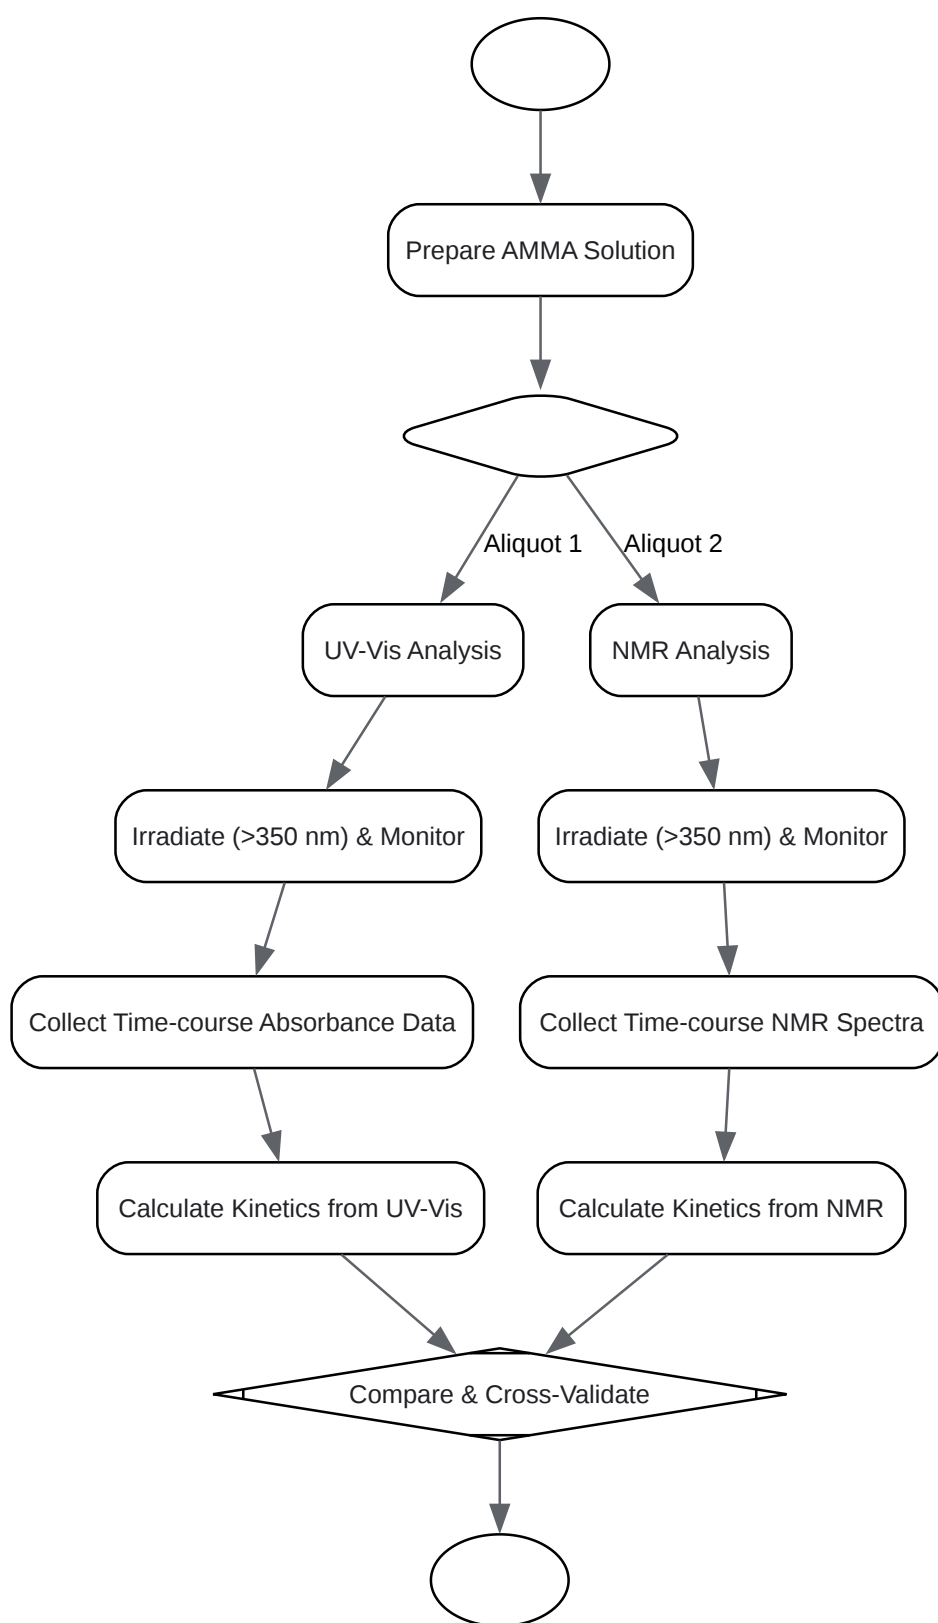 Prepare AMMA Solution
Aliquot 1
Aliquot 2
UV-Vis Analysis
NMR Analysis
Irradiate (>350 nm) & Monitor
Irradiate (>350 nm) & Monitor
Collect Time-course Absorbance Data
Collect Time-course NMR Spectra
Calculate Kinetics from UV-Vis
Calculate Kinetics from NMR
Compare & Cross-Validate